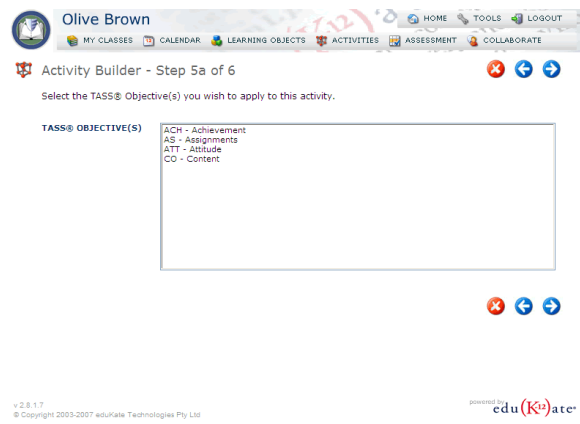 Olive Brown
HOME TOOLS LOGOUT
MY CLASSES CALENDAR LEARNING OBJECTS ACTIVITIES ASSESSMENT COLLABORATE
Activity Builder - Step 5a of 6
Select the TASS® Objective(s) you wish to apply to this activity.
TASS® OBJECTIVE(S)
ACH - Achievement
AS - Assignments
ATT - Attitude
CO - Content
v 2.8.1.7
© Copyright 2003-2007 eduKate Technologies Pty Ltd
powered by
edu(K12)ate